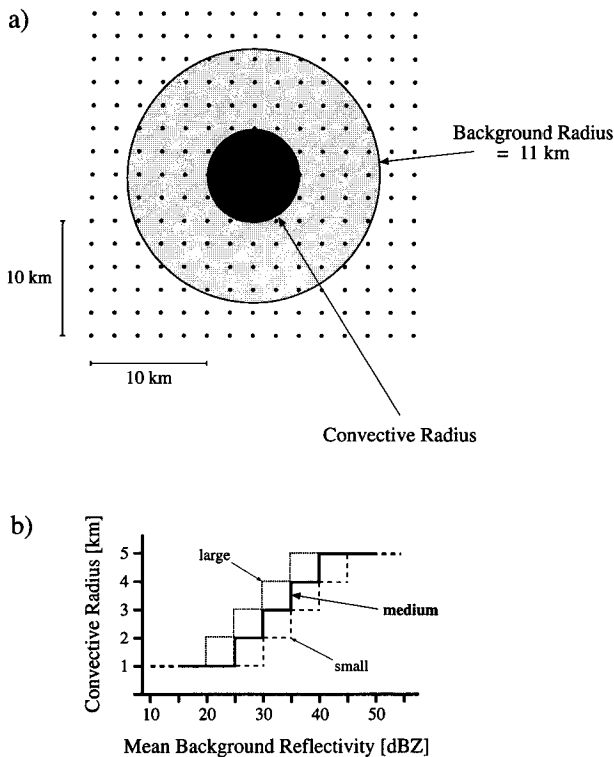 a)
Background Radius
= 11 km
10 km
10 km
Convective Radius
b)
Convective Radius [km]
5
4
3
2
1
large
medium
small
10 20 30 40 50
Mean Background Reflectivity [dBZ]